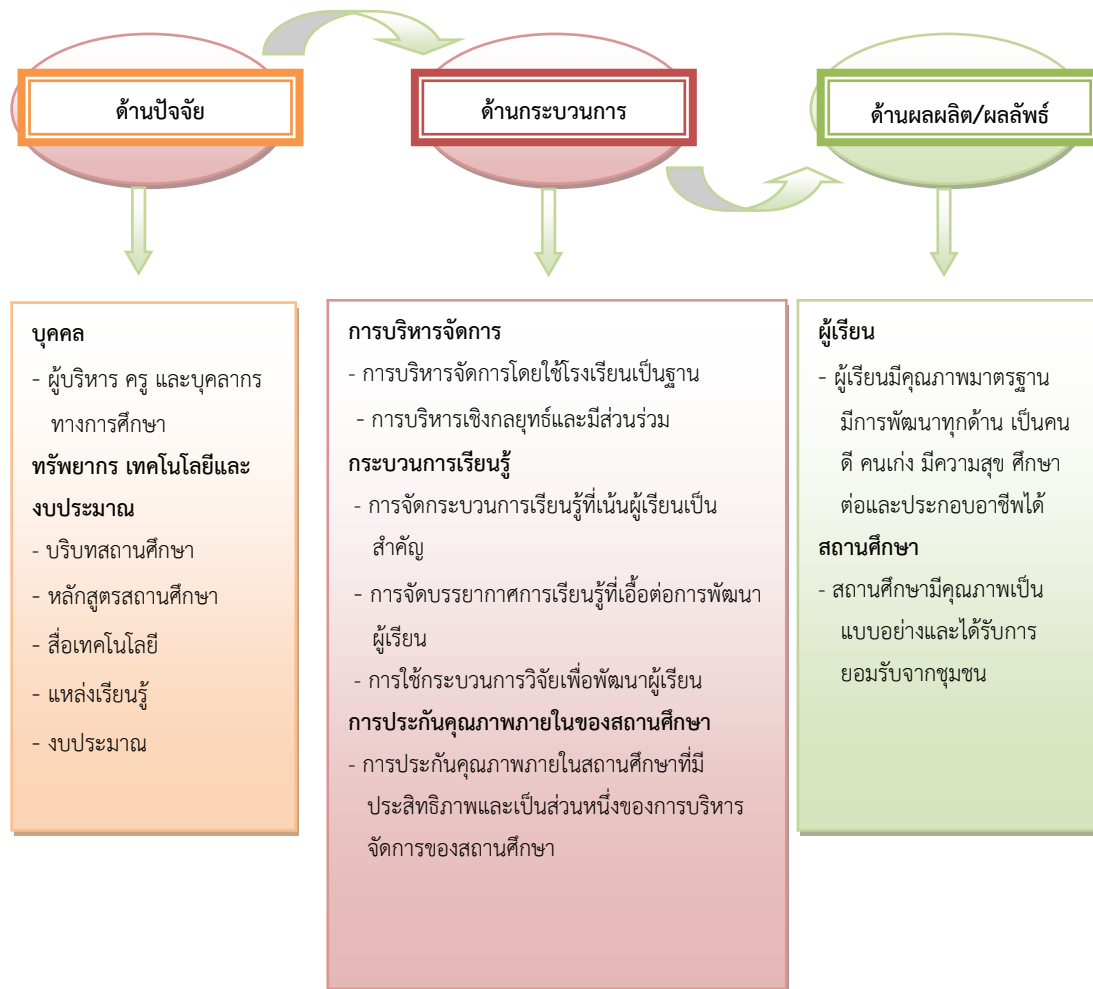 ด้านปัจจัย
ด้านกระบวนการ
ด้านผลผลิต/ผลลัพธ์
บุคคล
- ผู้บริหาร ครู และบุคลากร
ทางการศึกษา
ทรัพยากร เทคโนโลยีและ
งบประมาณ
- บริบทสถานศึกษา
- หลักสูตรสถานศึกษา
- สื่อเทคโนโลยี
- แหล่งเรียนรู้
- งบประมาณ
การบริหารจัดการ
- การบริหารจัดการโดยใช้โรงเรียนเป็นฐาน
- การบริหารเชิงกลยุทธ์และมีส่วนร่วม
กระบวนการเรียนรู้
- การจัดกระบวนการเรียนรู้ที่เน้นผู้เรียนเป็น
สำคัญ
- การจัดบรรยากาศการเรียนรู้ที่เอื้อต่อการพัฒนา
ผู้เรียน
- การใช้กระบวนการวิจัยเพื่อพัฒนาผู้เรียน
การประกันคุณภาพภายในของสถานศึกษา
- การประกันคุณภาพภายในสถานศึกษาที่มี
ประสิทธิภาพและเป็นส่วนหนึ่งของการบริหาร
จัดการของสถานศึกษา
ผู้เรียน
- ผู้เรียนมีคุณภาพมาตรฐาน
มีการพัฒนาทุกด้าน เป็นคน
ดี คนเก่ง มีความสุข ศึกษา
ต่อและประกอบอาชีพได้
สถานศึกษา
- สถานศึกษามีคุณภาพเป็น
แบบอย่างและได้รับการ
ยอมรับจากชุมชน